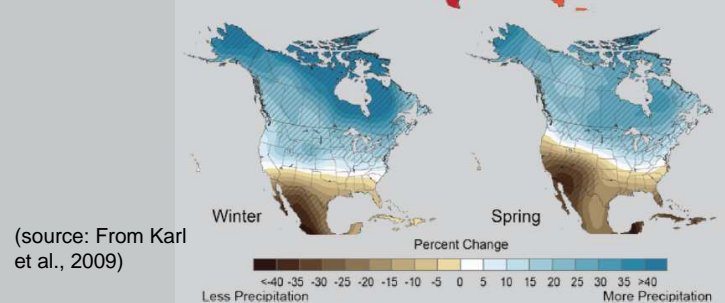 Winter
Spring
(source: From Karl
et al., 2009)
Percent Change
<-40 -35 -30 -25 -20 -15 -10 -5 0 5 10 15 20 25 30 35 >40
Less Precipitation More Precipitation